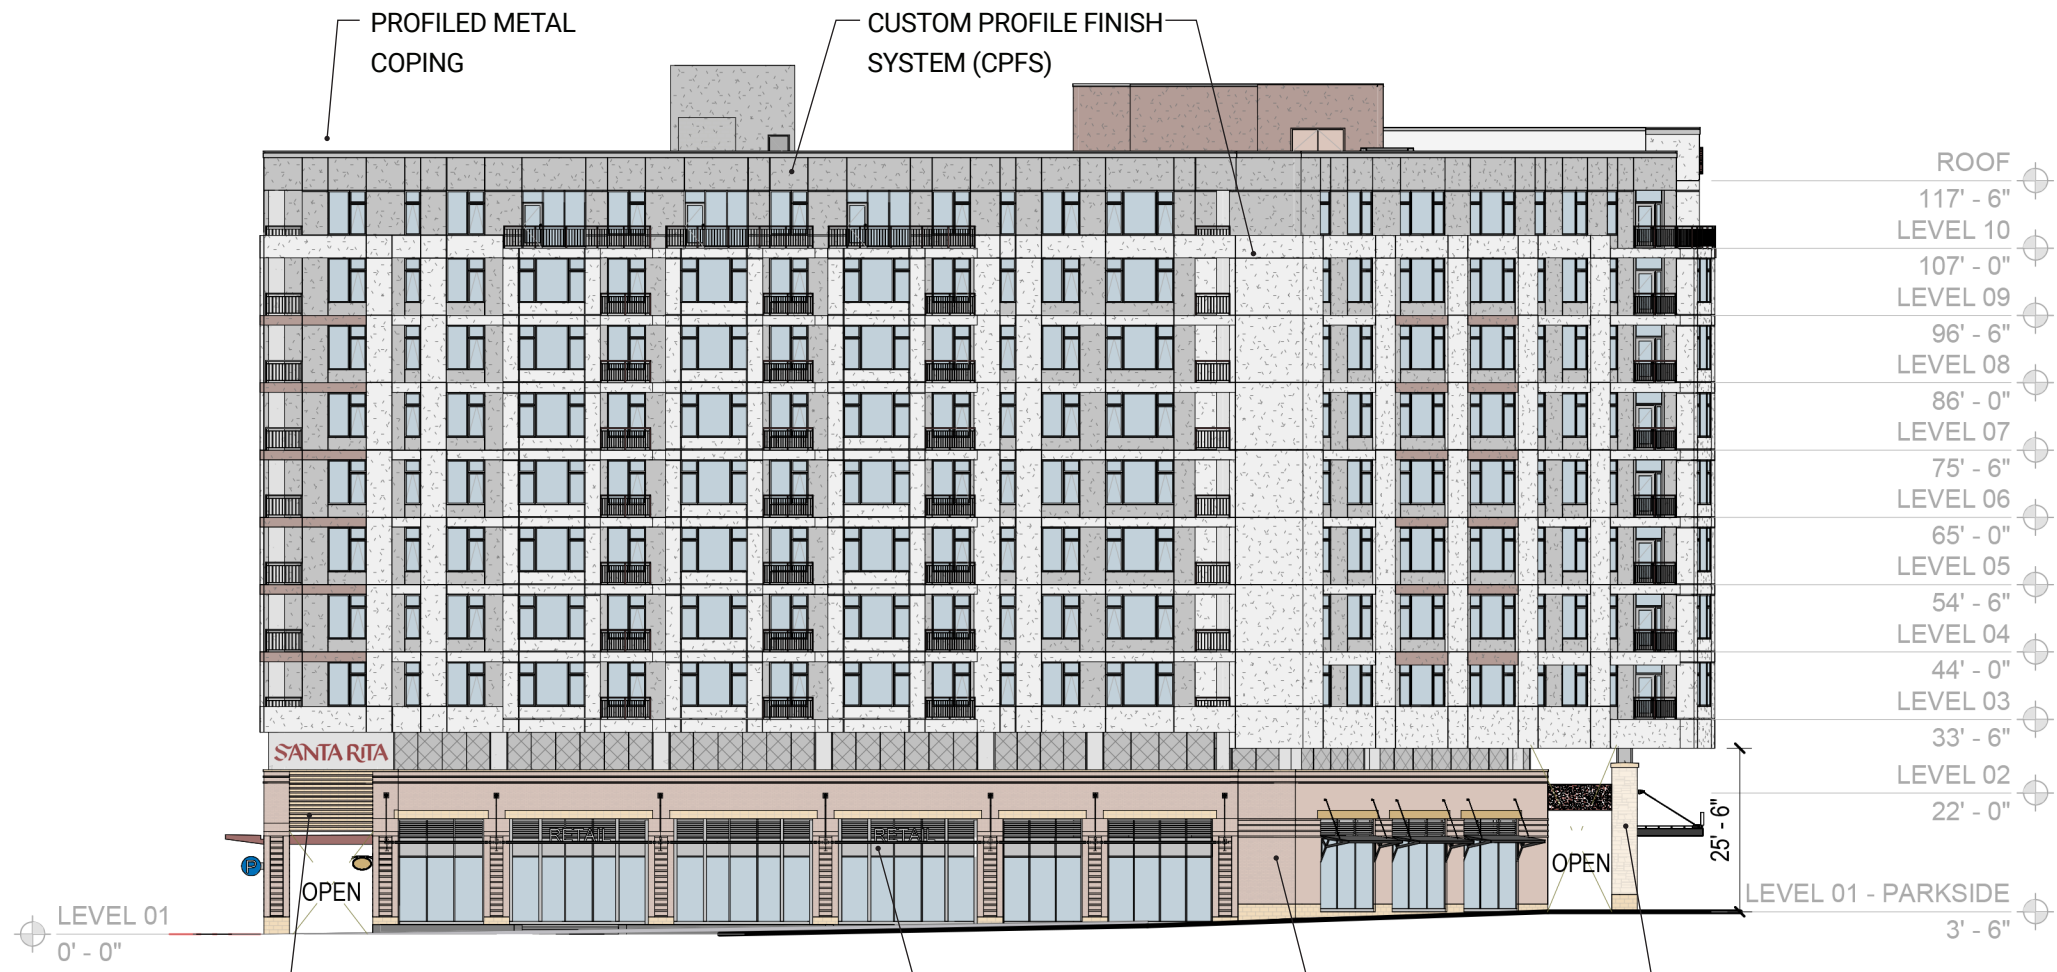 PROFILED METAL
COPING
CUSTOM PROFILE FINISH
SYSTEM (CPFS)
ROOF
117' - 6"
LEVEL 10
107' - 0"
LEVEL 09
96' - 6"
LEVEL 08
86' - 0"
LEVEL 07
75' - 6"
LEVEL 06
65' - 0"
LEVEL 05
54' - 6"
LEVEL 04
44' - 0"
LEVEL 03
33' - 6"
LEVEL 02
22' - 0"
25' - 6"
LEVEL 01 - PARKSIDE
3' - 6"
SANTA RITA
RETAIL
RETAIL
P
OPEN
OPEN
LEVEL 01
0' - 0"